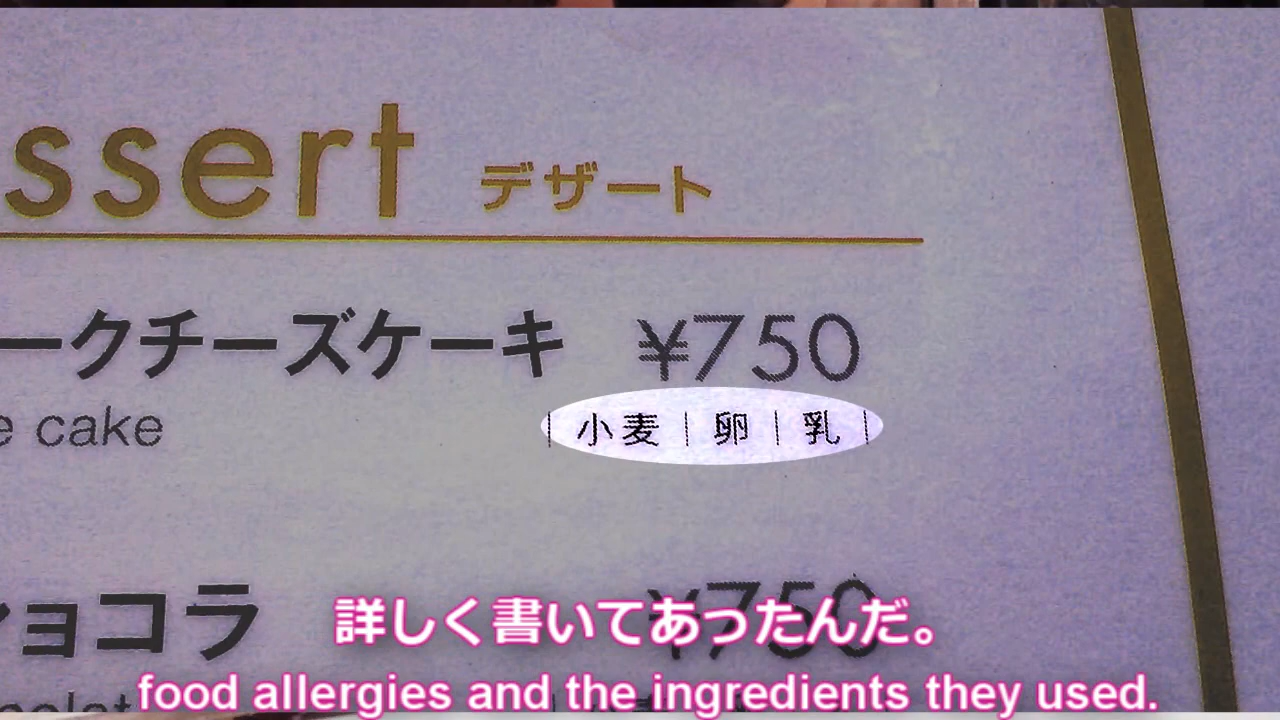 ssert デザート
ークチーズケーキ ¥750
e cake
| 小麦 | 卵 | 乳 |
ョコラ ¥750
詳しく書いてあったんだ。
food allergies and the ingredients they used.